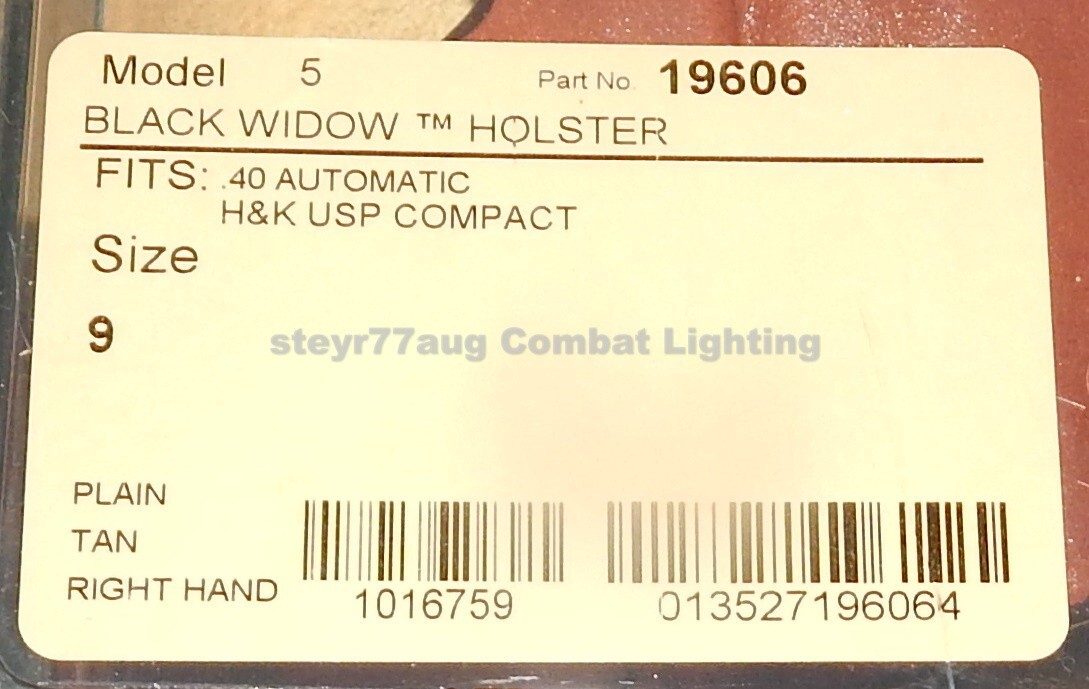 Model 5 Part No. 19606
BLACK WIDOW ™ HOLSTER
FITS: .40 AUTOMATIC
H&K USP COMPACT
Size
9
steyr77aug Combat Lighting
PLAIN
TAN
RIGHT HAND
1016759 013527196064